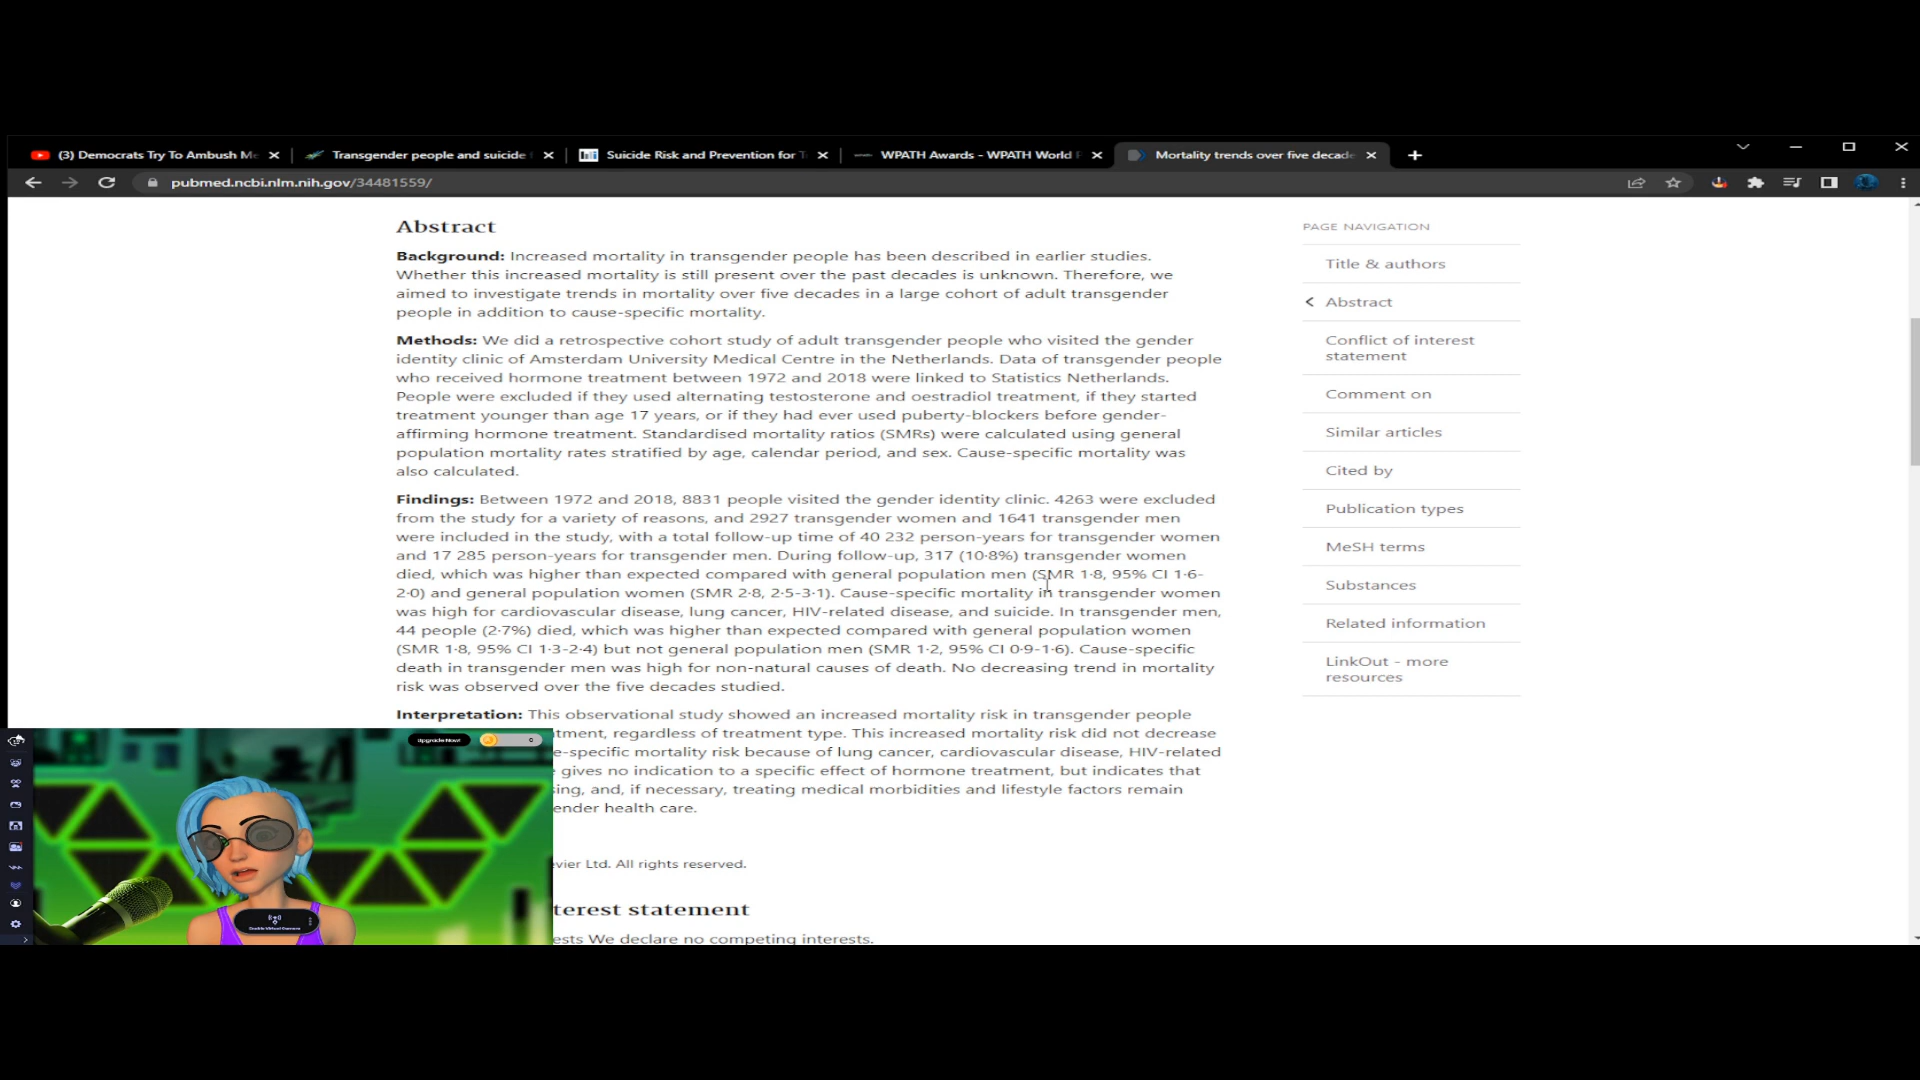 (3) Democrats Try To Ambush Me
Transgender people and suicide
Suicide Risk and Prevention for T
WPATH Awards - WPATH World P
Mortality trends over five decade
pubmed.ncbi.nlm.nih.gov/34481559/
Abstract
Background: Increased mortality in transgender people has been described in earlier studies.
Whether this increased mortality is still present over the past decades is unknown. Therefore, we
aimed to investigate trends in mortality over five decades in a large cohort of adult transgender
people in addition to cause-specific mortality.
Methods: We did a retrospective cohort study of adult transgender people who visited the gender
identity clinic of Amsterdam University Medical Centre in the Netherlands. Data of transgender people
who received hormone treatment between 1972 and 2018 were linked to Statistics Netherlands.
People were excluded if they used alternating testosterone and oestradiol treatment, if they started
treatment younger than age 17 years, or if they had ever used puberty-blockers before gender-
affirming hormone treatment. Standardised mortality ratios (SMRs) were calculated using general
population mortality rates stratified by age, calendar period, and sex. Cause-specific mortality was
also calculated.
Findings: Between 1972 and 2018, 8831 people visited the gender identity clinic. 4263 were excluded
from the study for a variety of reasons, and 2927 transgender women and 1641 transgender men
were included in the study, with a total follow-up time of 40 232 person-years for transgender women
and 17 285 person-years for transgender men. During follow-up, 317 (10·8%) transgender women
died, which was higher than expected compared with general population men (SMR 1·8, 95% CI 1·6-
2·0) and general population women (SMR 2·8, 2·5-3·1). Cause-specific mortality in transgender women
was high for cardiovascular disease, lung cancer, HIV-related disease, and suicide. In transgender men,
44 people (2·7%) died, which was higher than expected compared with general population women
(SMR 1·8, 95% CI 1·3-2·4) but not general population men (SMR 1·2, 95% CI 0·9-1·6). Cause-specific
death in transgender men was high for non-natural causes of death. No decreasing trend in mortality
risk was observed over the five decades studied.
Interpretation: This observational study showed an increased mortality risk in transgender people
tment, regardless of treatment type. This increased mortality risk did not decrease
e-specific mortality risk because of lung cancer, cardiovascular disease, HIV-related
gives no indication to a specific effect of hormone treatment, but indicates that
sing, and, if necessary, treating medical morbidities and lifestyle factors remain
ender health care.
evier Ltd. All rights reserved.
terest statement
ests We declare no competing interests.
PAGE NAVIGATION
Title & authors
Abstract
Conflict of interest
statement
Comment on
Similar articles
Cited by
Publication types
MeSH terms
Substances
Related information
LinkOut - more
resources
Upgrade Now!
0
Enable Virtual Camera